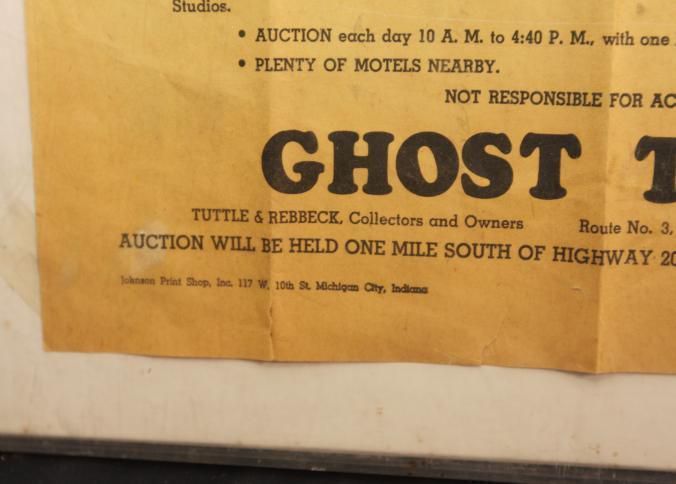 Studios.
• AUCTION each day 10 A. M. to 4:40 P. M., with one
• PLENTY OF MOTELS NEARBY.
NOT RESPONSIBLE FOR AC
GHOST T
TUTTLE & REBBECK, Collectors and Owners Route No. 3,
AUCTION WILL BE HELD ONE MILE SOUTH OF HIGHWAY 20
Johnson Print Shop, Inc. 117 W. 10th St. Michigan City, Indiana